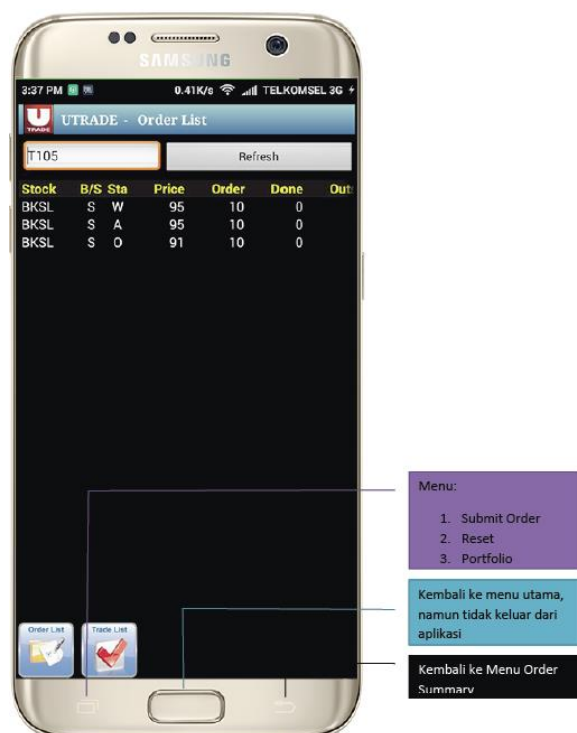 SAMSUNG
3:37 PM 0.41K/s TELKOMSEL 3G
U TRADE UTRADE - Order List
T105 Refresh
Stock B/S Sta Price Order Done Out
BKSL S W 95 10 0
BKSL S A 95 10 0
BKSL S O 91 10 0
Menu:
1. Submit Order
2. Reset
3. Portfolio
Kembali ke menu utama,
namun tidak keluar dari
aplikasi
Order List Trade List
Kembali ke Menu Order
Summary